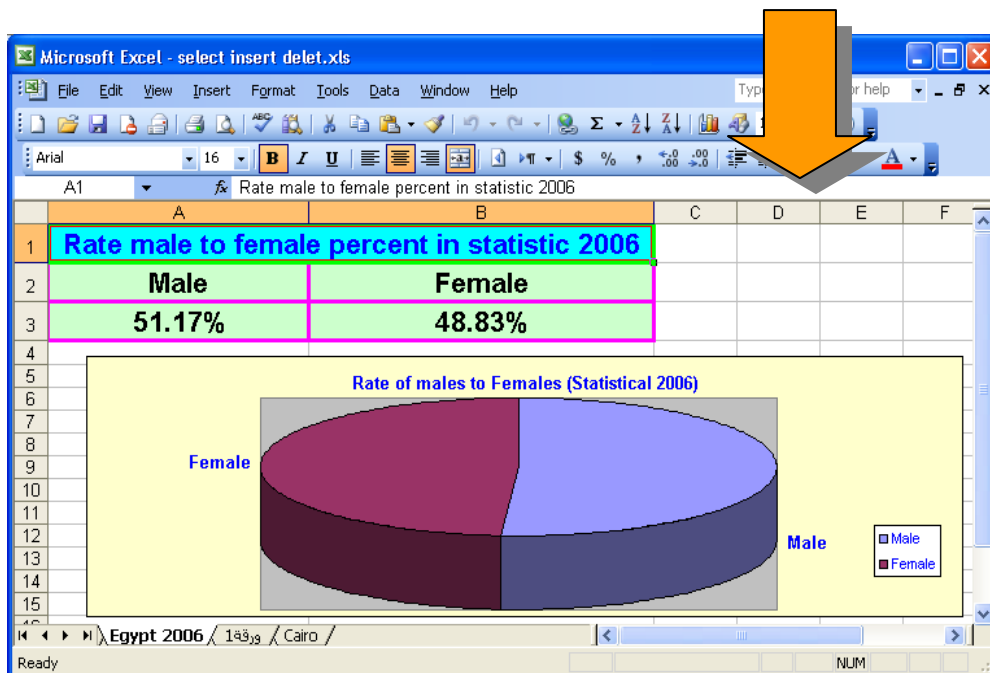 Microsoft Excel - select insert delet.xls
File Edit View Insert Format Tools Data Window Help
Arial 16 B I U $ % ,
A1 fx Rate male to female percent in statistic 2006
A B C D E F
1 Rate male to female percent in statistic 2006
2 Male Female
3 51.17% 48.83%
4
5
6
7
8
9
10
11
12
13
14
15
Rate of males to Females (Statistical 2006)
Female
Male
Male
Female
Egypt 2006 ورقة1 Cairo
Ready NUM